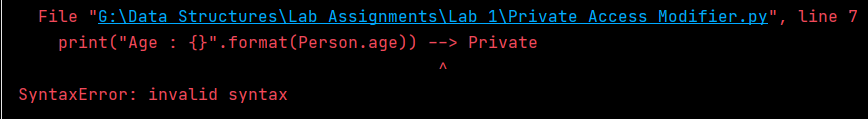 File "G:\Data Structures\Lab Assignments\Lab 1\Private Access Modifier.py", line 7
print("Age : {}".format(Person.age)) --> Private
^
SyntaxError: invalid syntax